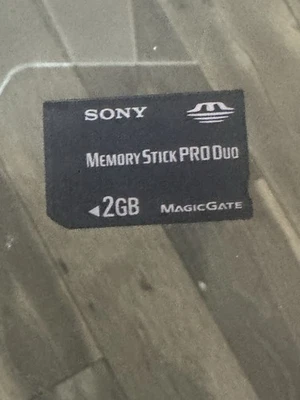 SONY
MEMORY STICK PRO DUO
◄2GB MAGICGATE